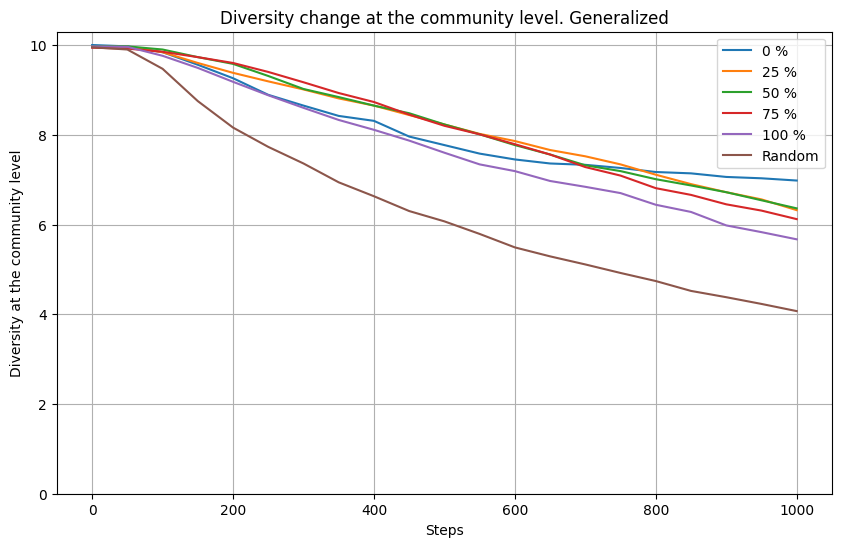 Diversity change at the community level. Generalized
Diversity at the community level
10
8
6
4
2
0
0 %
25 %
50 %
75 %
100 %
Random
0 200 400 600 800 1000
Steps